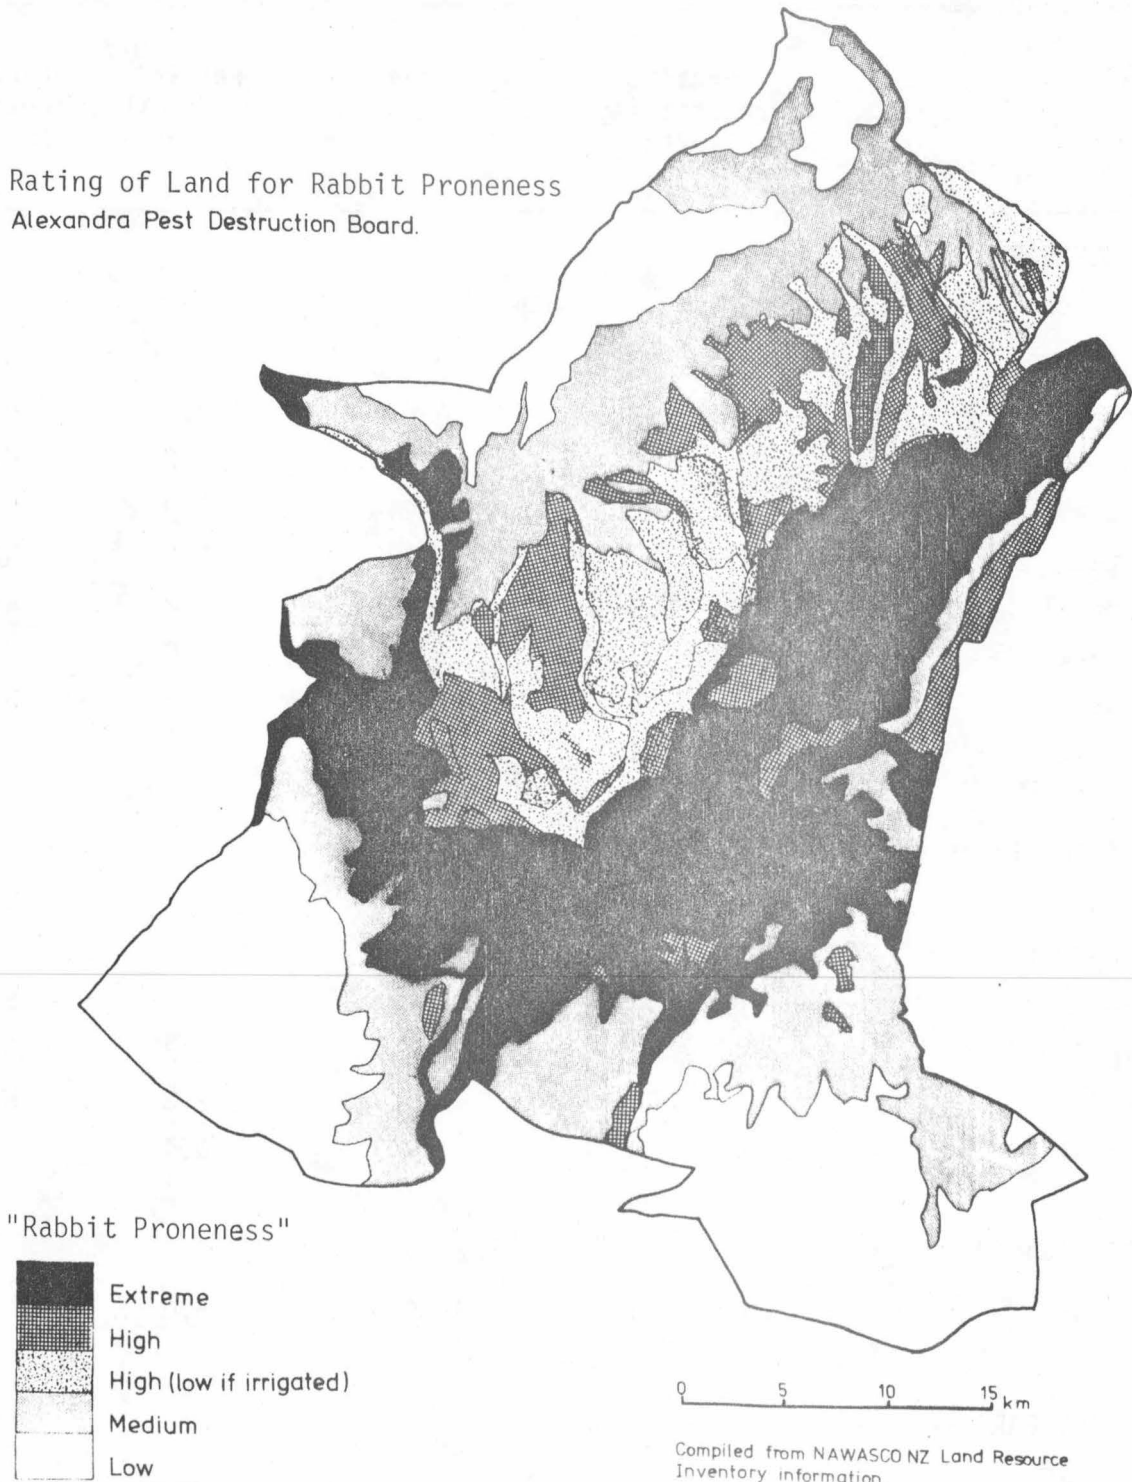 Rating of Land for Rabbit Proneness
Alexandra Pest Destruction Board.
"Rabbit Proneness"
Extreme
High
High (low if irrigated)
Medium
Low
0 5 10 15 km
Compiled from NAWASCO NZ Land Resource
Inventory information